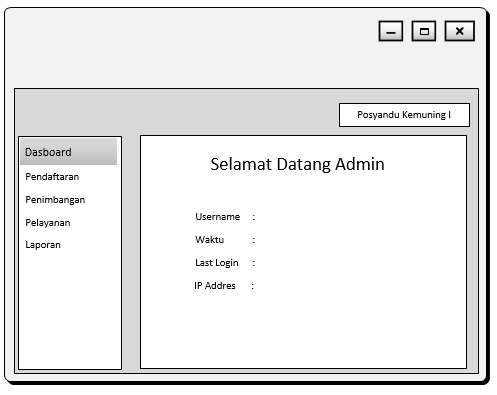 Posyandu Kemuning I
Dasboard
Pendaftaran
Penimbangan
Pelayanan
Laporan
Selamat Datang Admin
Username :
Waktu :
Last Login :
IP Addres :